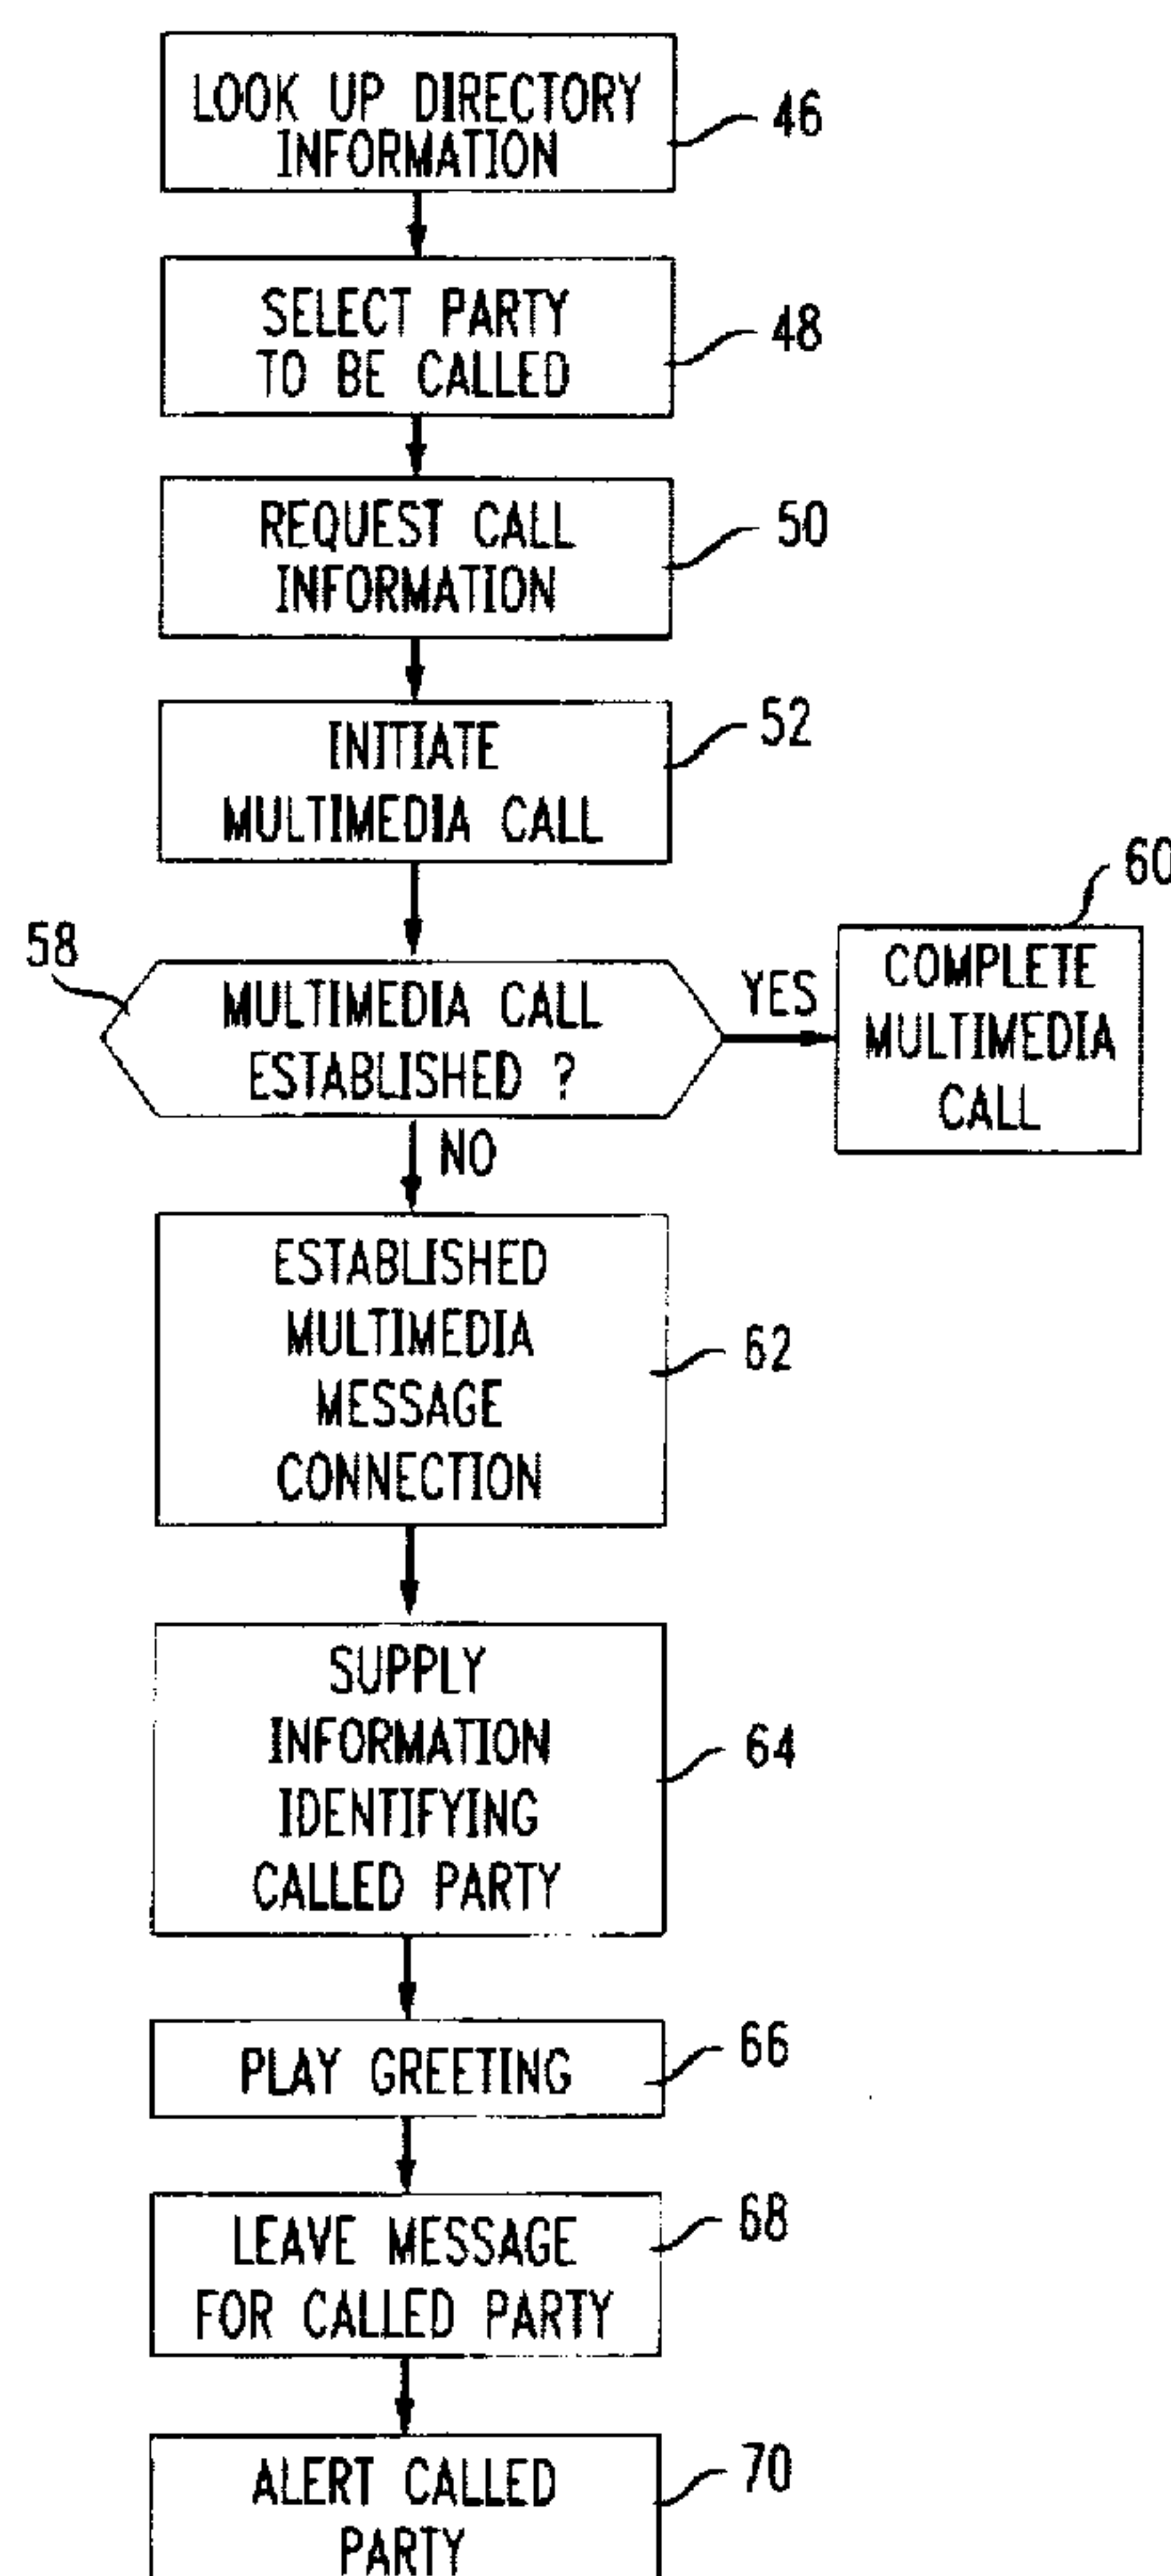 LOOK UP DIRECTORY
INFORMATION
46
SELECT PARTY
TO BE CALLED
48
REQUEST CALL
INFORMATION
50
INITIATE
MULTIMEDIA CALL
52
58
MULTIMEDIA CALL
ESTABLISHED ?
YES
60
COMPLETE
MULTIMEDIA
CALL
NO
ESTABLISHED
MULTIMEDIA
MESSAGE
CONNECTION
62
SUPPLY
INFORMATION
IDENTIFYING
CALLED PARTY
64
PLAY GREETING
66
LEAVE MESSAGE
FOR CALLED PARTY
68
ALERT CALLED
PARTY
70